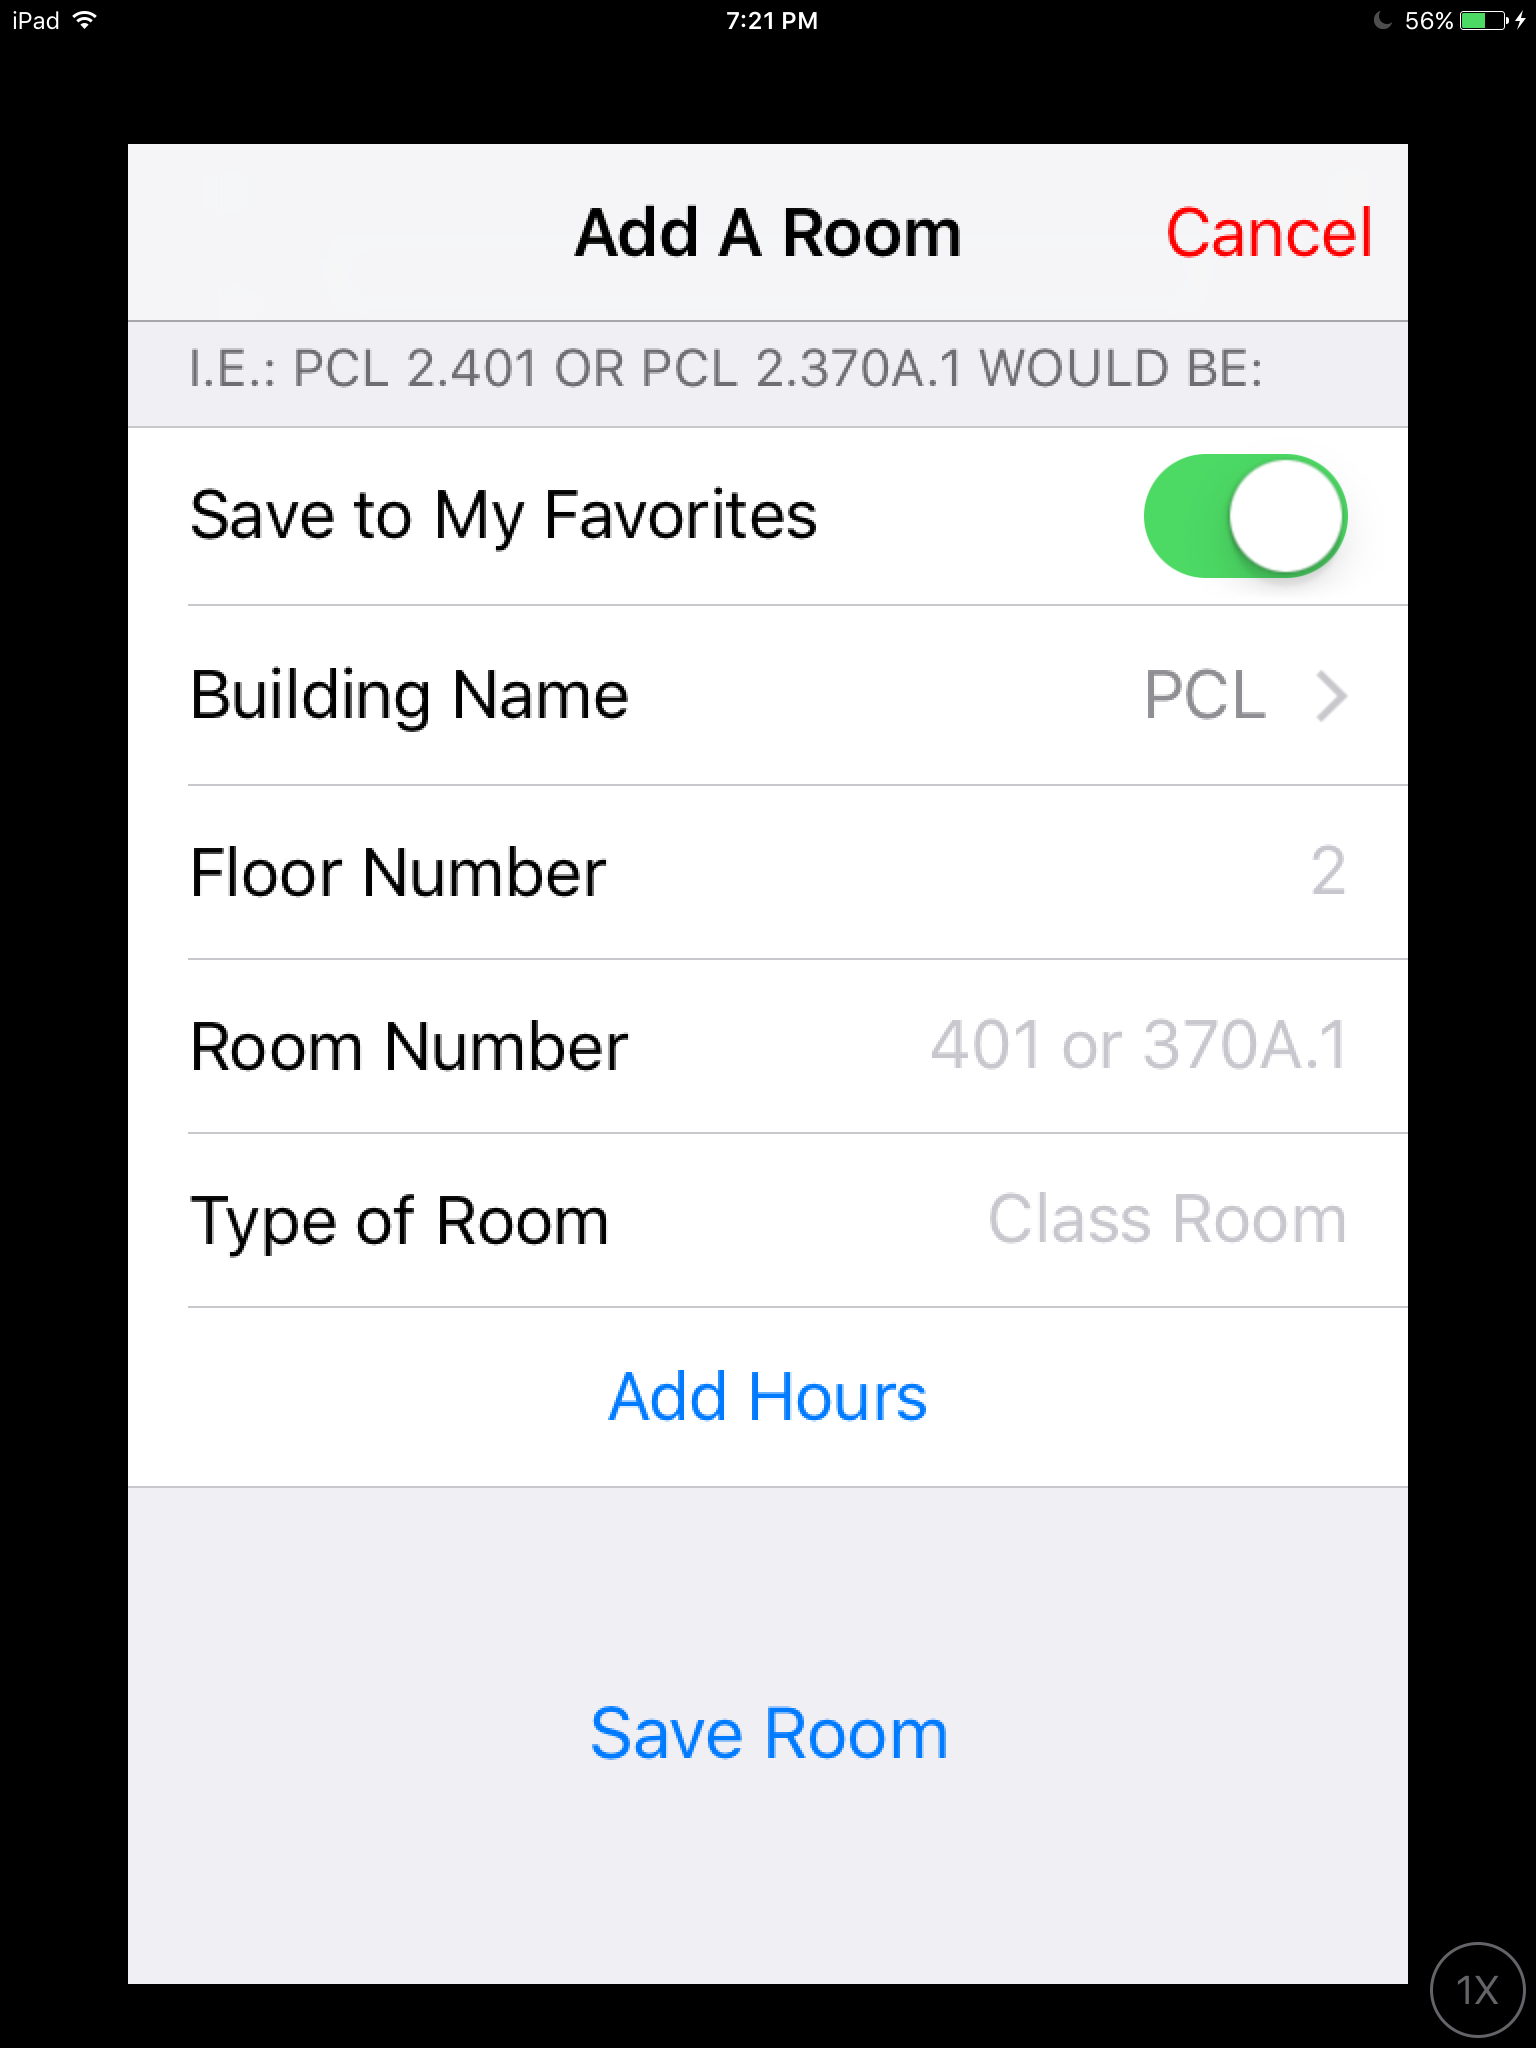 iPad 7:21 PM 56%
Add A Room Cancel
I.E.: PCL 2.401 OR PCL 2.370A.1 WOULD BE:
Save to My Favorites
Building Name PCL
Floor Number 2
Room Number 401 or 370A.1
Type of Room Class Room
Add Hours
Save Room
1X